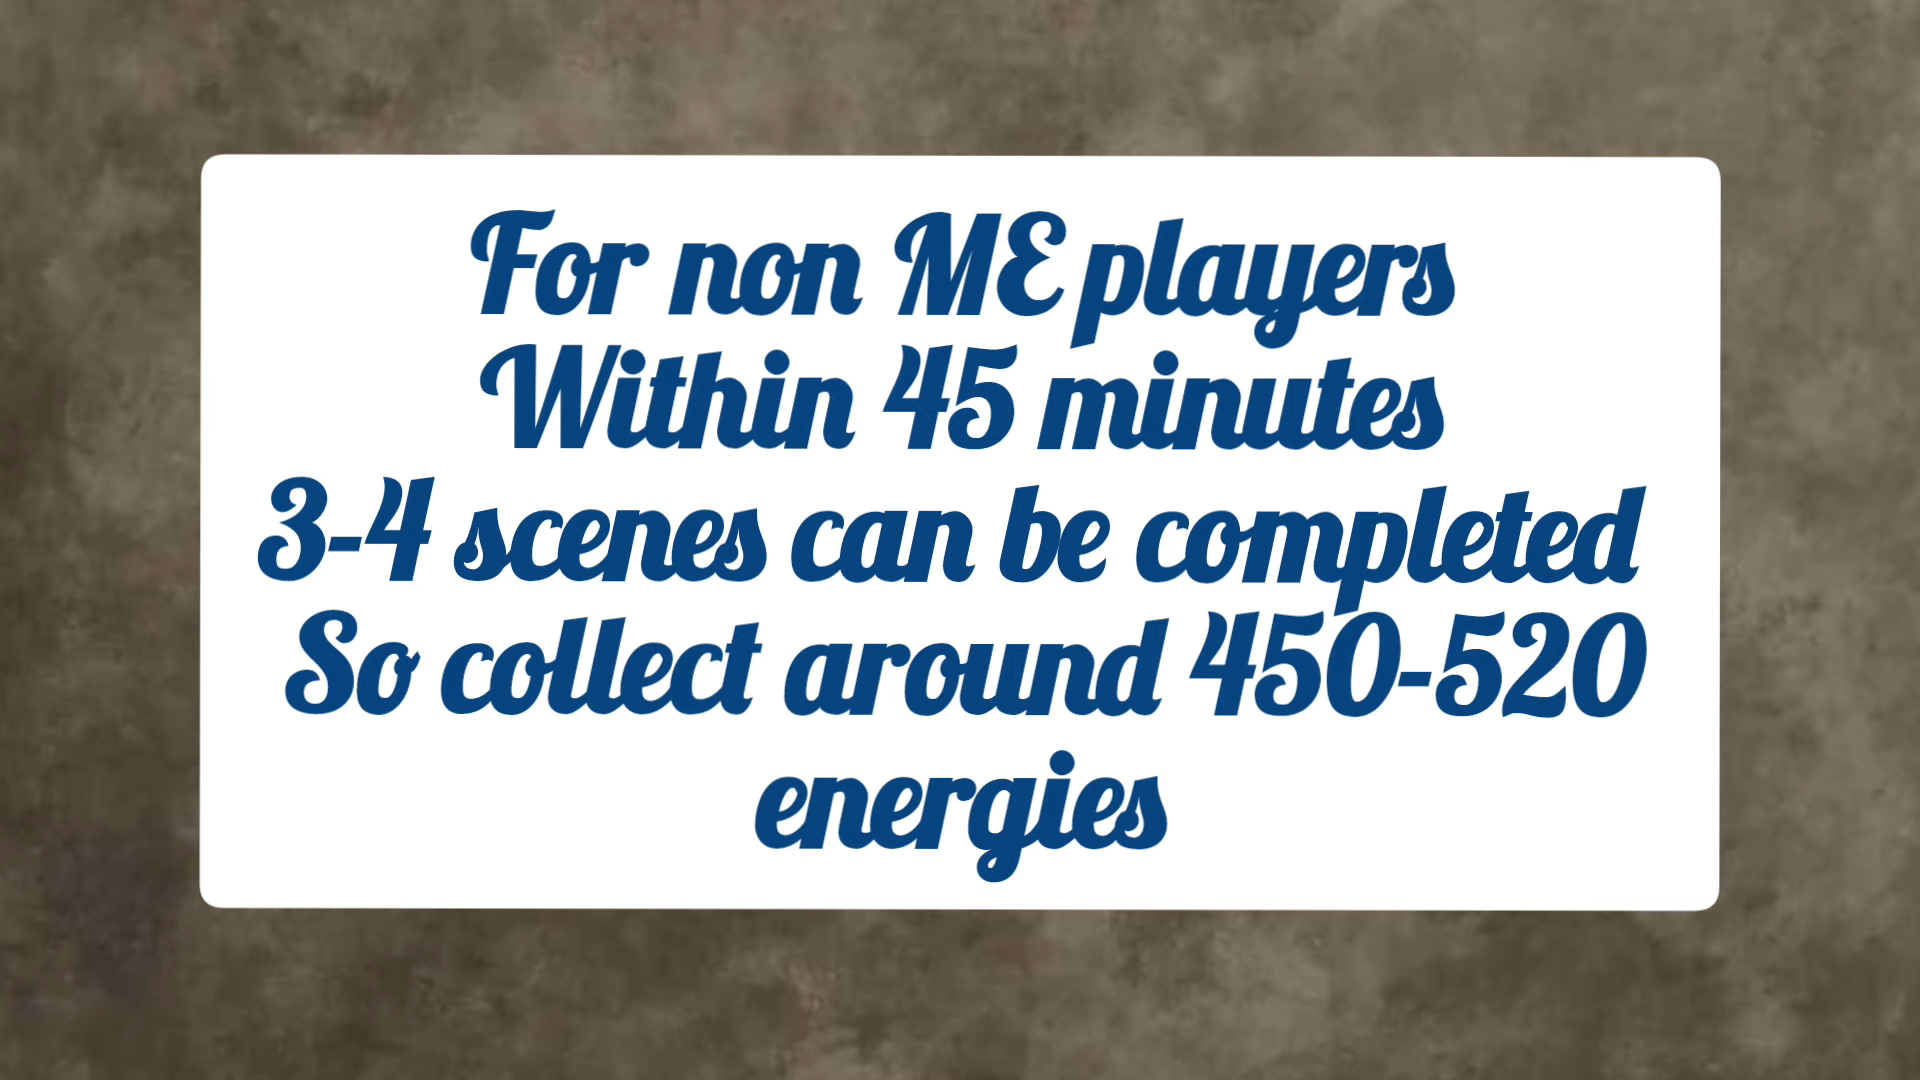 For non ME players
Within 45 minutes
3-4 scenes can be completed
So collect around 450-520
energies